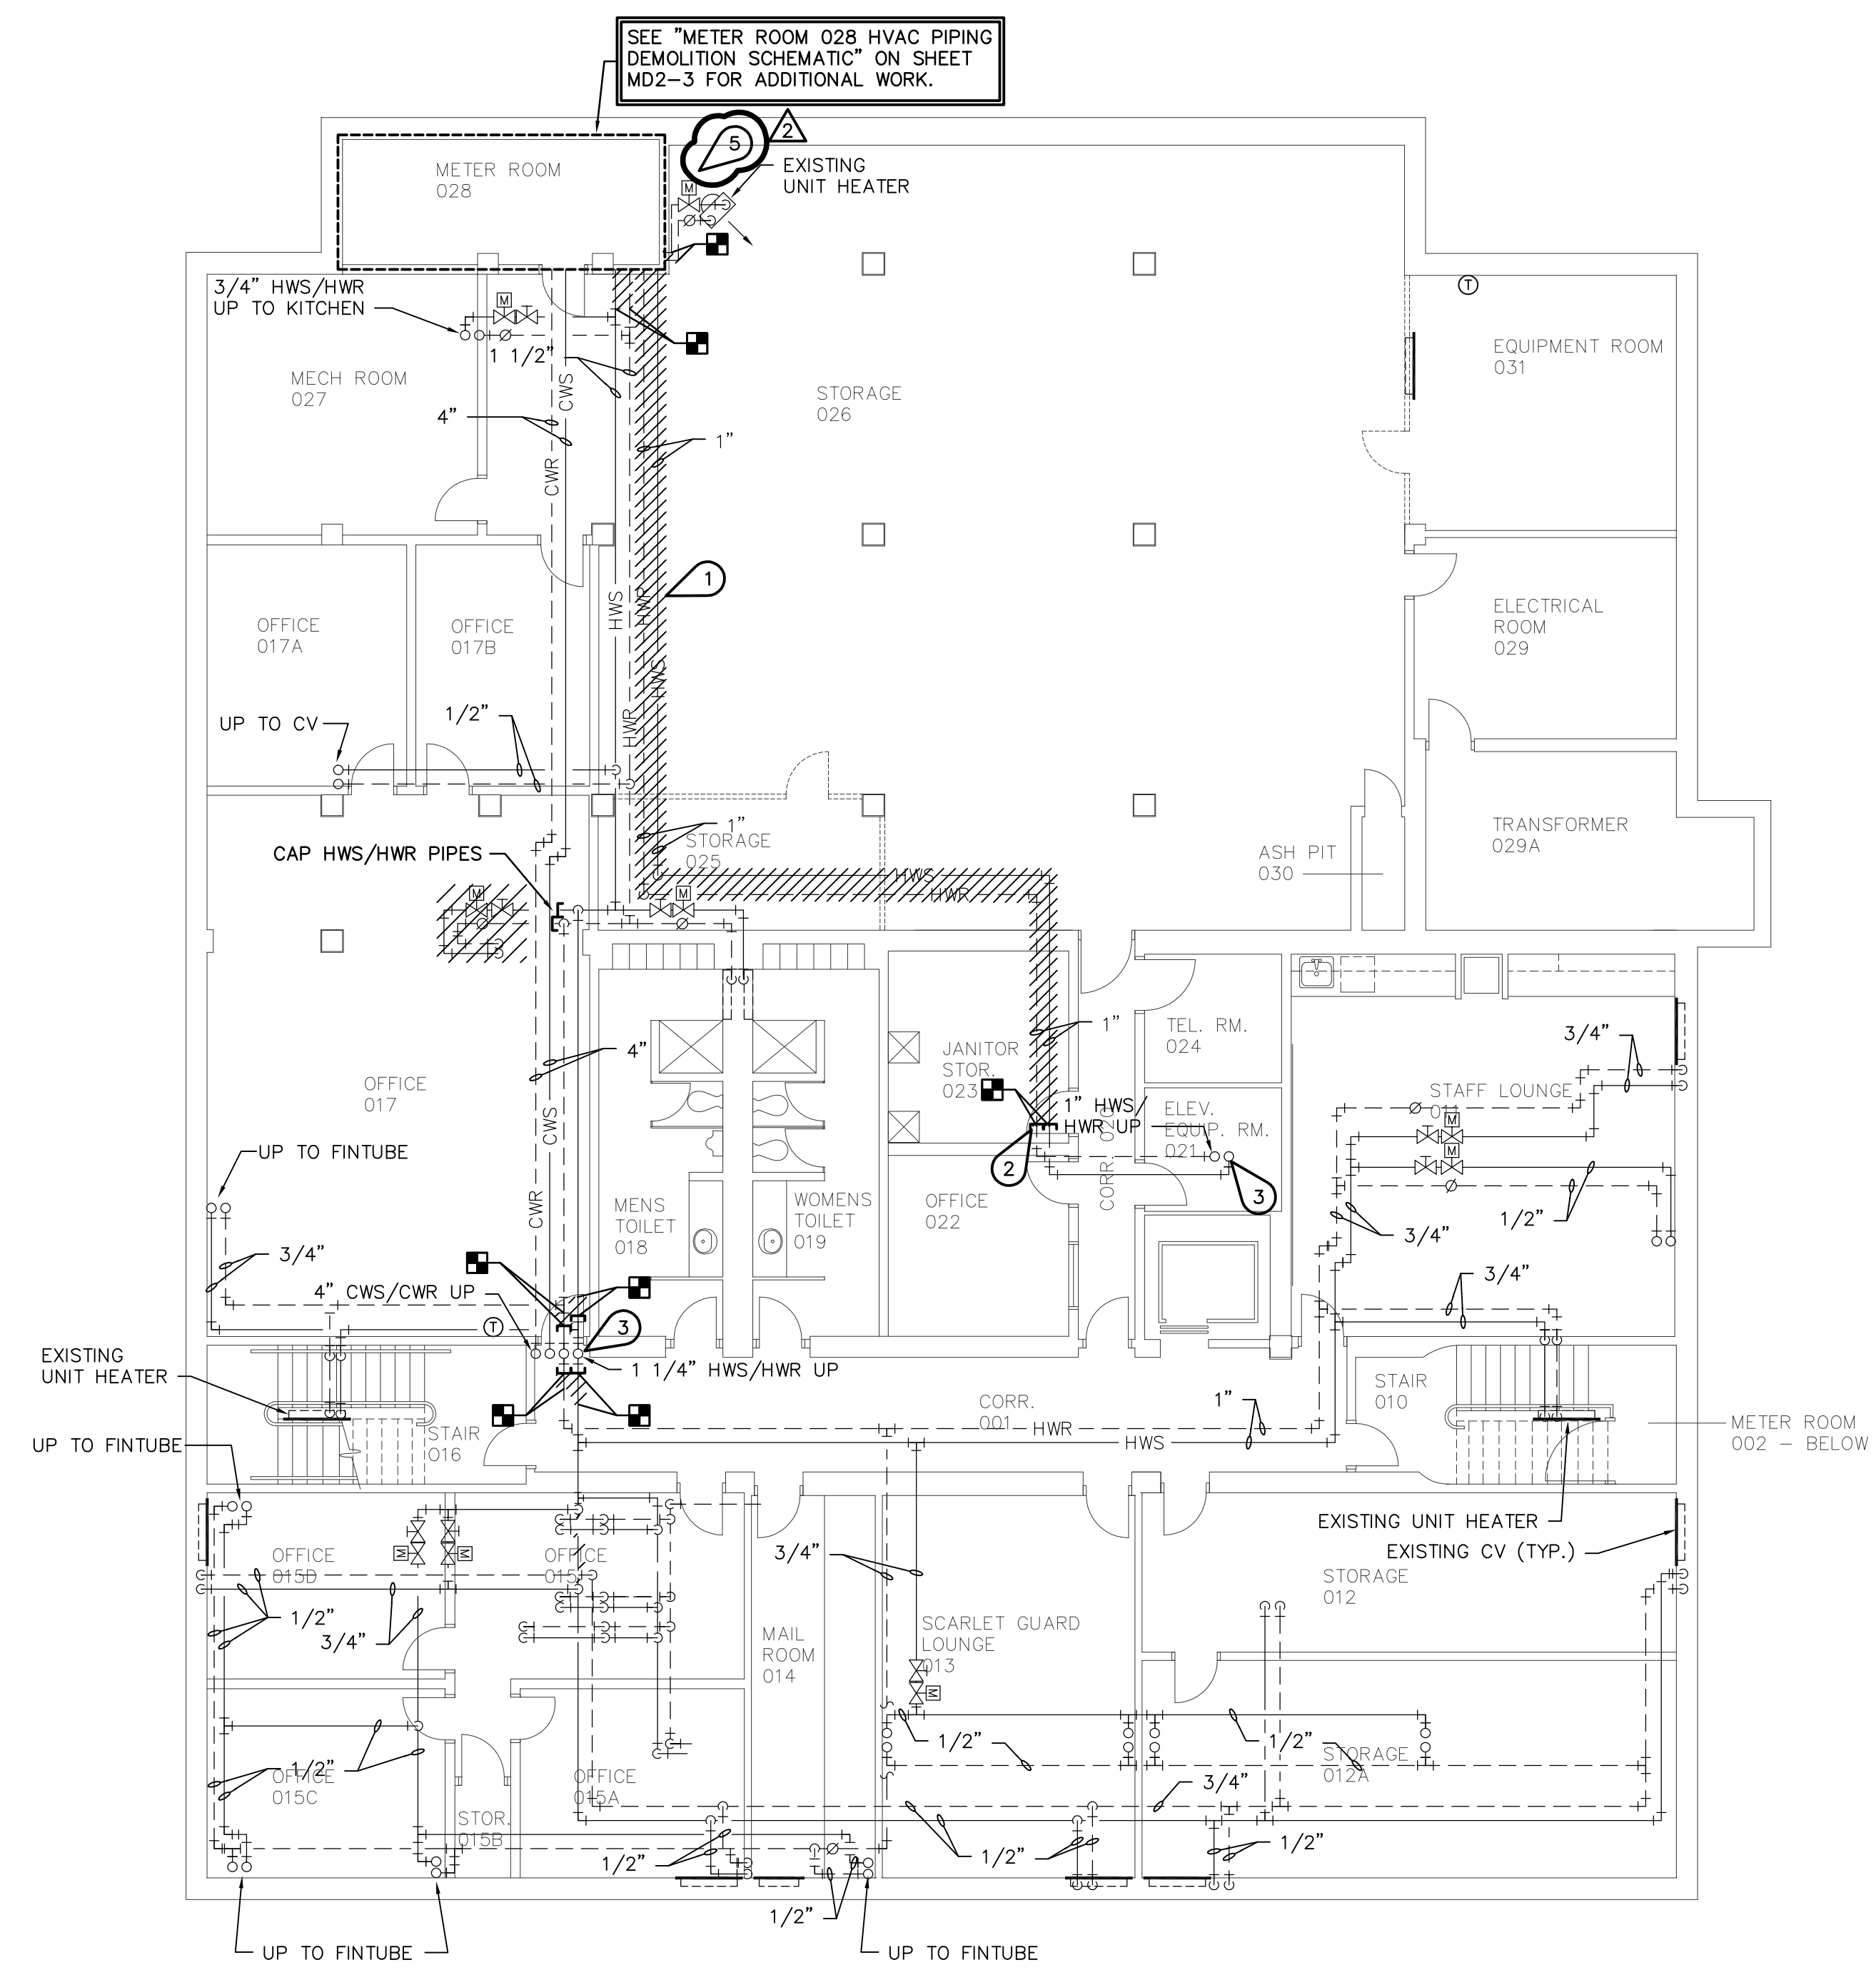 SEE "METER ROOM 028 HVAC PIPING
DEMOLITION SCHEMATIC" ON SHEET
MD2-3 FOR ADDITIONAL WORK.
5
2
METER ROOM
028
M
EXISTING
UNIT HEATER
3/4" HWS/HWR
UP TO KITCHEN
M
1 1/2"
T
EQUIPMENT ROOM
031
MECH ROOM
027
CWS
4"
CWR
1"
STORAGE
026
1
OFFICE
017A
OFFICE
017B
HWS
HWR
HWS
HWR
ELECTRICAL
ROOM
029
UP TO CV
1/2"
1"
STORAGE
025
CAP HWS/HWR PIPES
HWS
HWR
ASH PIT
030
TRANSFORMER
029A
M
M
4"
1"
TEL. RM.
024
3/4"
OFFICE
017
JANITOR
STOR.
023
STAFF LOUNGE
011
CWS
1" HWS/
HWR UP
ELEV.
EQUIP. RM.
021
M
M
CORR. 020
UP TO FINTUBE
2
3
CWR
MENS
TOILET
018
WOMENS
TOILET
019
OFFICE
022
1/2"
3/4"
3/4"
3/4"
4" CWS/CWR UP
T
3
1 1/4" HWS/HWR UP
EXISTING
UNIT HEATER
STAIR
010
CORR.
001
1"
STAIR
016
HWR
HWS
METER ROOM
002 - BELOW
UP TO FINTUBE
EXISTING UNIT HEATER
EXISTING CV (TYP.)
M
M
OFFICE
015D
OFFICE
015
3/4"
STORAGE
012
1/2"
3/4"
MAIL
ROOM
014
SCARLET GUARD
LOUNGE
013
M
1/2"
1/2"
1/2"
OFFICE
015C
OFFICE
015A
STORAGE
012A
3/4"
STOR.
015B
1/2"
1/2"
1/2"
1/2"
UP TO FINTUBE
UP TO FINTUBE